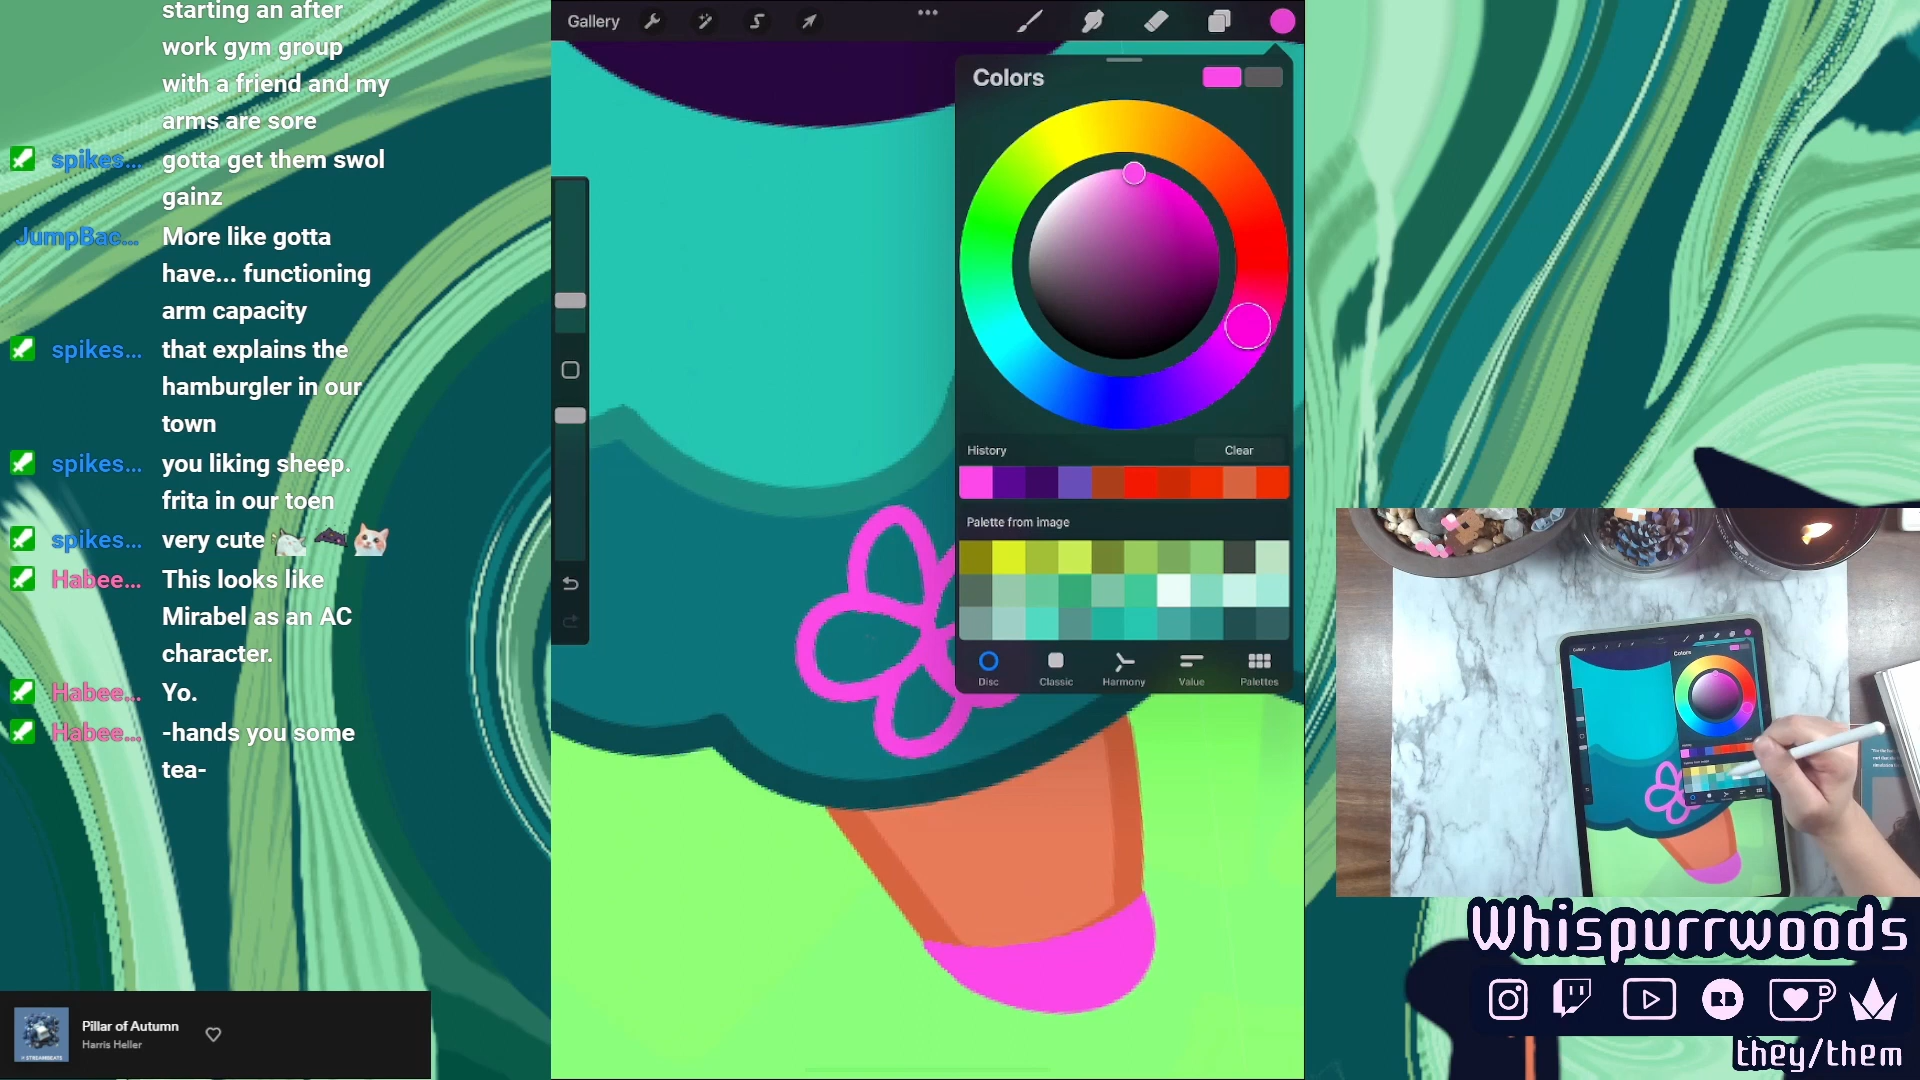 starting an after
work gym group
with a friend and my
arms are sore
spikes... gotta get them swol
gainz
JumpBac... More like gotta
have... functioning
arm capacity
spikes... that explains the
hamburgler in our
town
spikes... you liking sheep.
frita in our toen
spikes... very cute
Habee... This looks like
Mirabel as an AC
character.
Habee... Yo.
Habee... -hands you some
tea-
Pillar of Autumn
Harris Heller
Gallery
Colors
History
Clear
Palette from image
Disc
Classic
Harmony
Value
Palettes
Whispurrwoods
they/them